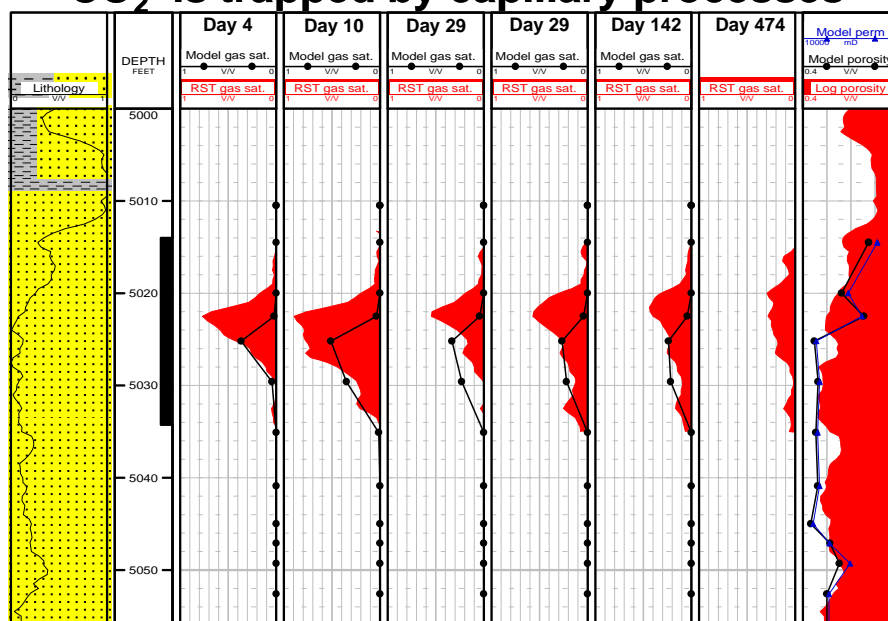 CO2 is trapped by capillary processes
Day 4 Day 10 Day 29 Day 29 Day 142 Day 474
Model perm
10000 mD
DEPTH
FEET
Model gas sat. Model gas sat. Model gas sat. Model gas sat. Model gas sat. Model porosity
1 V/V 0 1 V/V 0 1 V/V 0 1 V/V 0 1 V/V 0 0.4 V/V
Lithology RST gas sat. RST gas sat. RST gas sat. RST gas sat. RST gas sat. RST gas sat. Log porosity
0 V/V 1 1 V/V 0 1 V/V 0 1 V/V 0 1 V/V 0 1 V/V 0 1 V/V 0 0.4 V/V
5000
5010
5020
5030
5040
5050